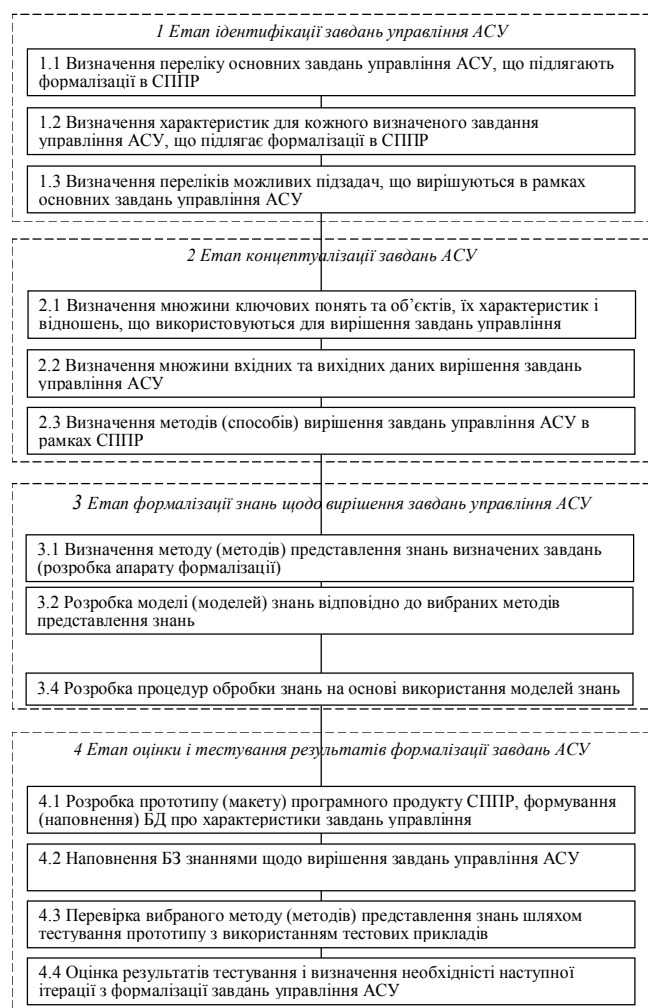 1 Етап ідентифікації завдань управління АСУ
1.1 Визначення переліку основних завдань управління АСУ, що підлягають
формалізації в СППР
1.2 Визначення характеристик для кожного визначеного завдання
управління АСУ, що підлягає формалізації в СППР
1.3 Визначення переліків можливих підзадач, що вирішуються в рамках
основних завдань управління АСУ
2 Етап концептуалізації завдань АСУ
2.1 Визначення множини ключових понять та об’єктів, їх характеристик і
відношень, що використовуються для вирішення завдань управління
2.2 Визначення множини вхідних та вихідних даних вирішення завдань
управління АСУ
2.3 Визначення методів (способів) вирішення завдань управління АСУ в
рамках СППР
3 Етап формалізації знань щодо вирішення завдань управління АСУ
3.1 Визначення методу (методів) представлення знань визначених завдань
(розробка апарату формалізації)
3.2 Розробка моделі (моделей) знань відповідно до вибраних методів
представлення знань
3.4 Розробка процедур обробки знань на основі використання моделей знань
4 Етап оцінки і тестування результатів формалізації завдань АСУ
4.1 Розробка прототипу (макету) програмного продукту СППР, формування
(наповнення) БД про характеристики завдань управління
4.2 Наповнення БЗ знаннями щодо вирішення завдань управління АСУ
4.3 Перевірка вибраного методу (методів) представлення знань шляхом
тестування прототипу з використанням тестових прикладів
4.4 Оцінка результатів тестування і визначення необхідністі наступної
ітерації з формалізації завдань управління АСУ